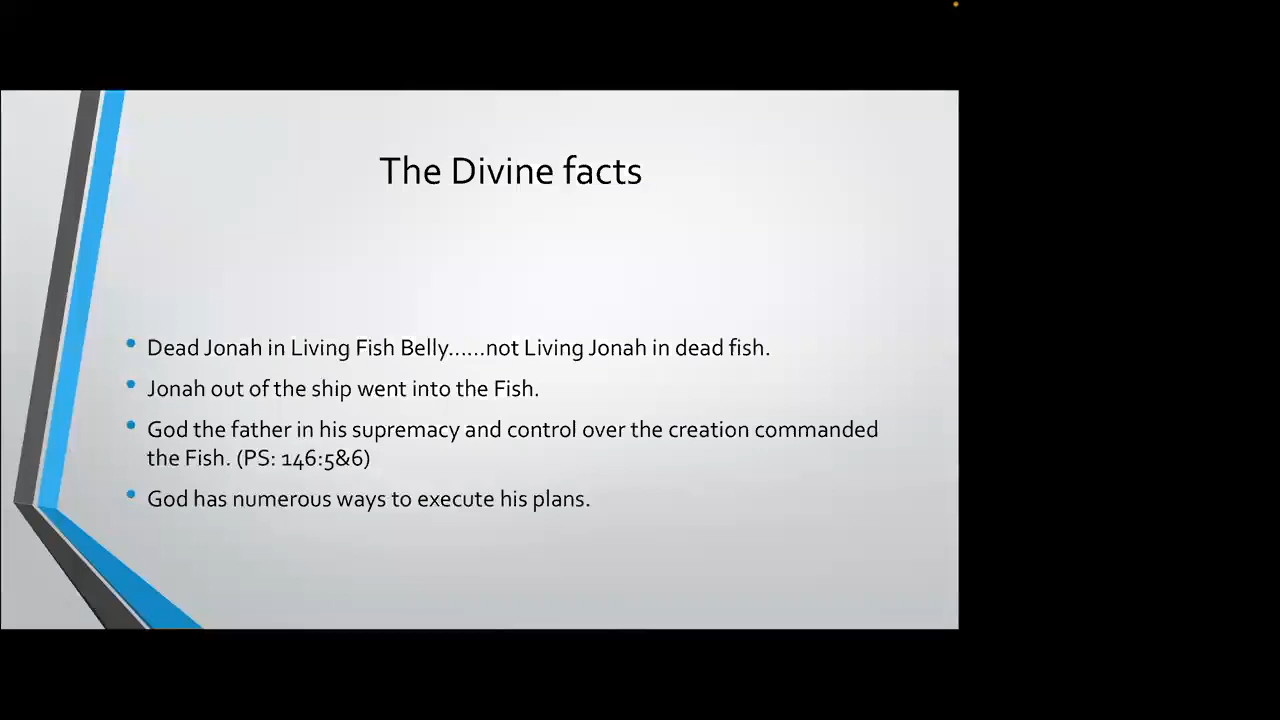 The Divine facts
Dead Jonah in Living Fish Belly……not Living Jonah in dead fish.
Jonah out of the ship went into the Fish.
God the father in his supremacy and control over the creation commanded
the Fish. (PS: 146:5&6)
God has numerous ways to execute his plans.